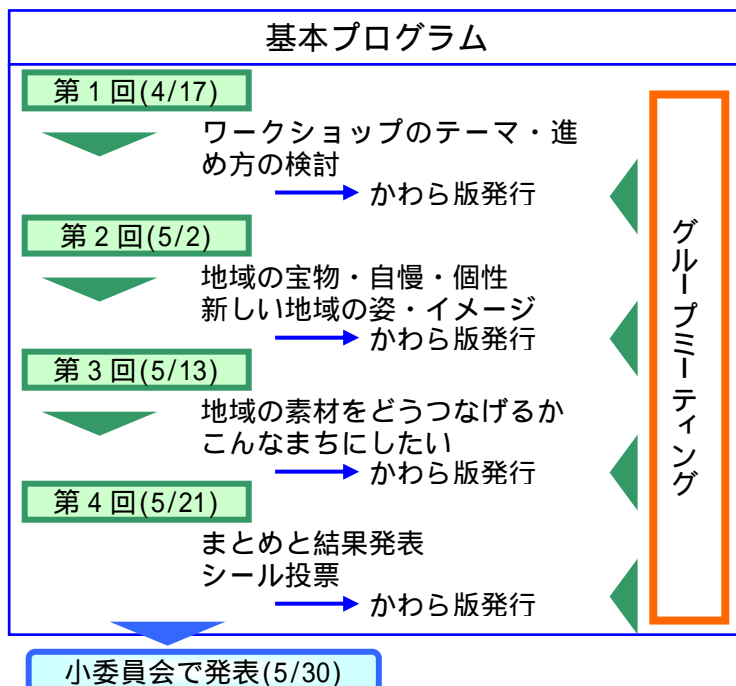 基本プログラム
第1回(4/17)
ワークショップのテーマ・進
め方の検討
かわら版発行
第2回(5/2)
地域の宝物・自慢・個性
新しい地域の姿・イメージ
かわら版発行
第3回(5/13)
地域の素材をどうつなげるか
こんなまちにしたい
かわら版発行
第4回(5/21)
まとめと結果発表
シール投票
かわら版発行
グループミーティング
小委員会で発表(5/30)